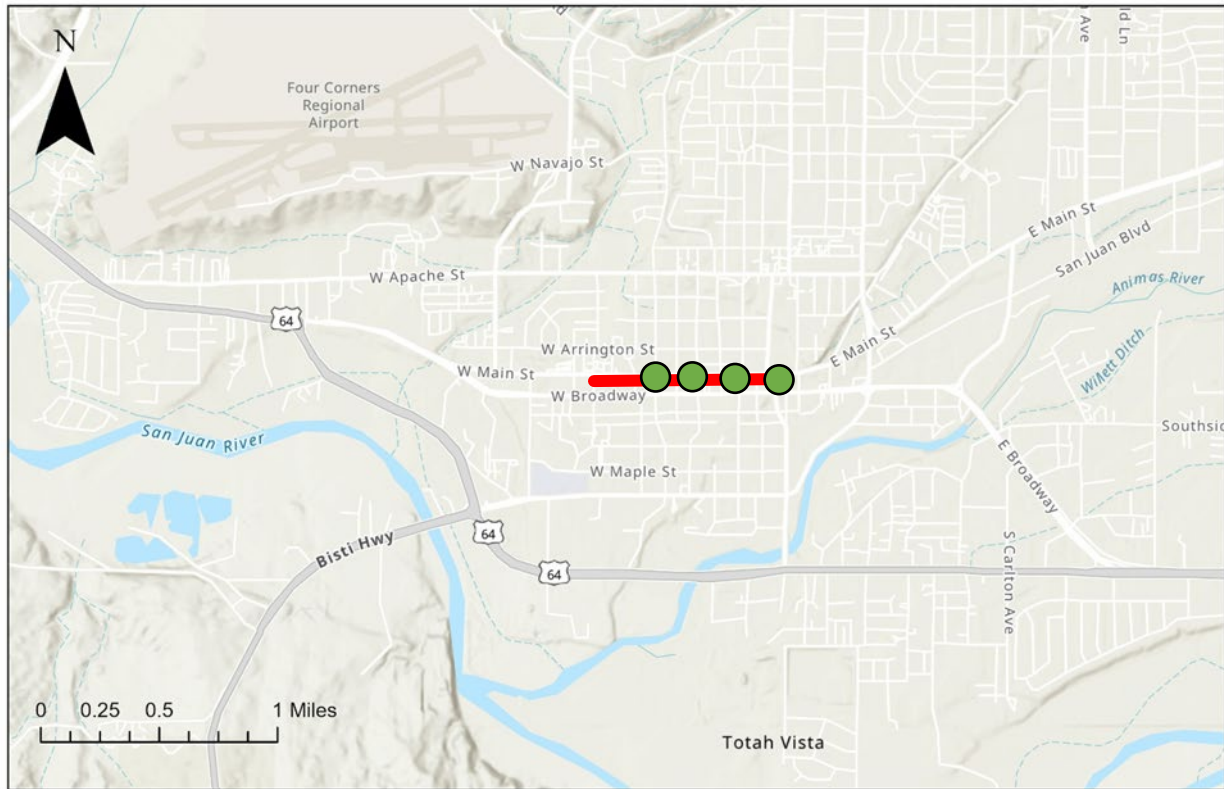 N
ld Ln
Ave
Four Corners
Regional
Airport
W Navajo St
E Main St
San Juan Blvd
W Apache St
Animas River
64
W Arrington St
E Main St
W Main St
Willett Ditch
W Broadway
San Juan River
Southsid
W Maple St
E Broadway
64
Bisti Hwy
64
S Carlton Ave
0 0.25 0.5 1 Miles
Totah Vista